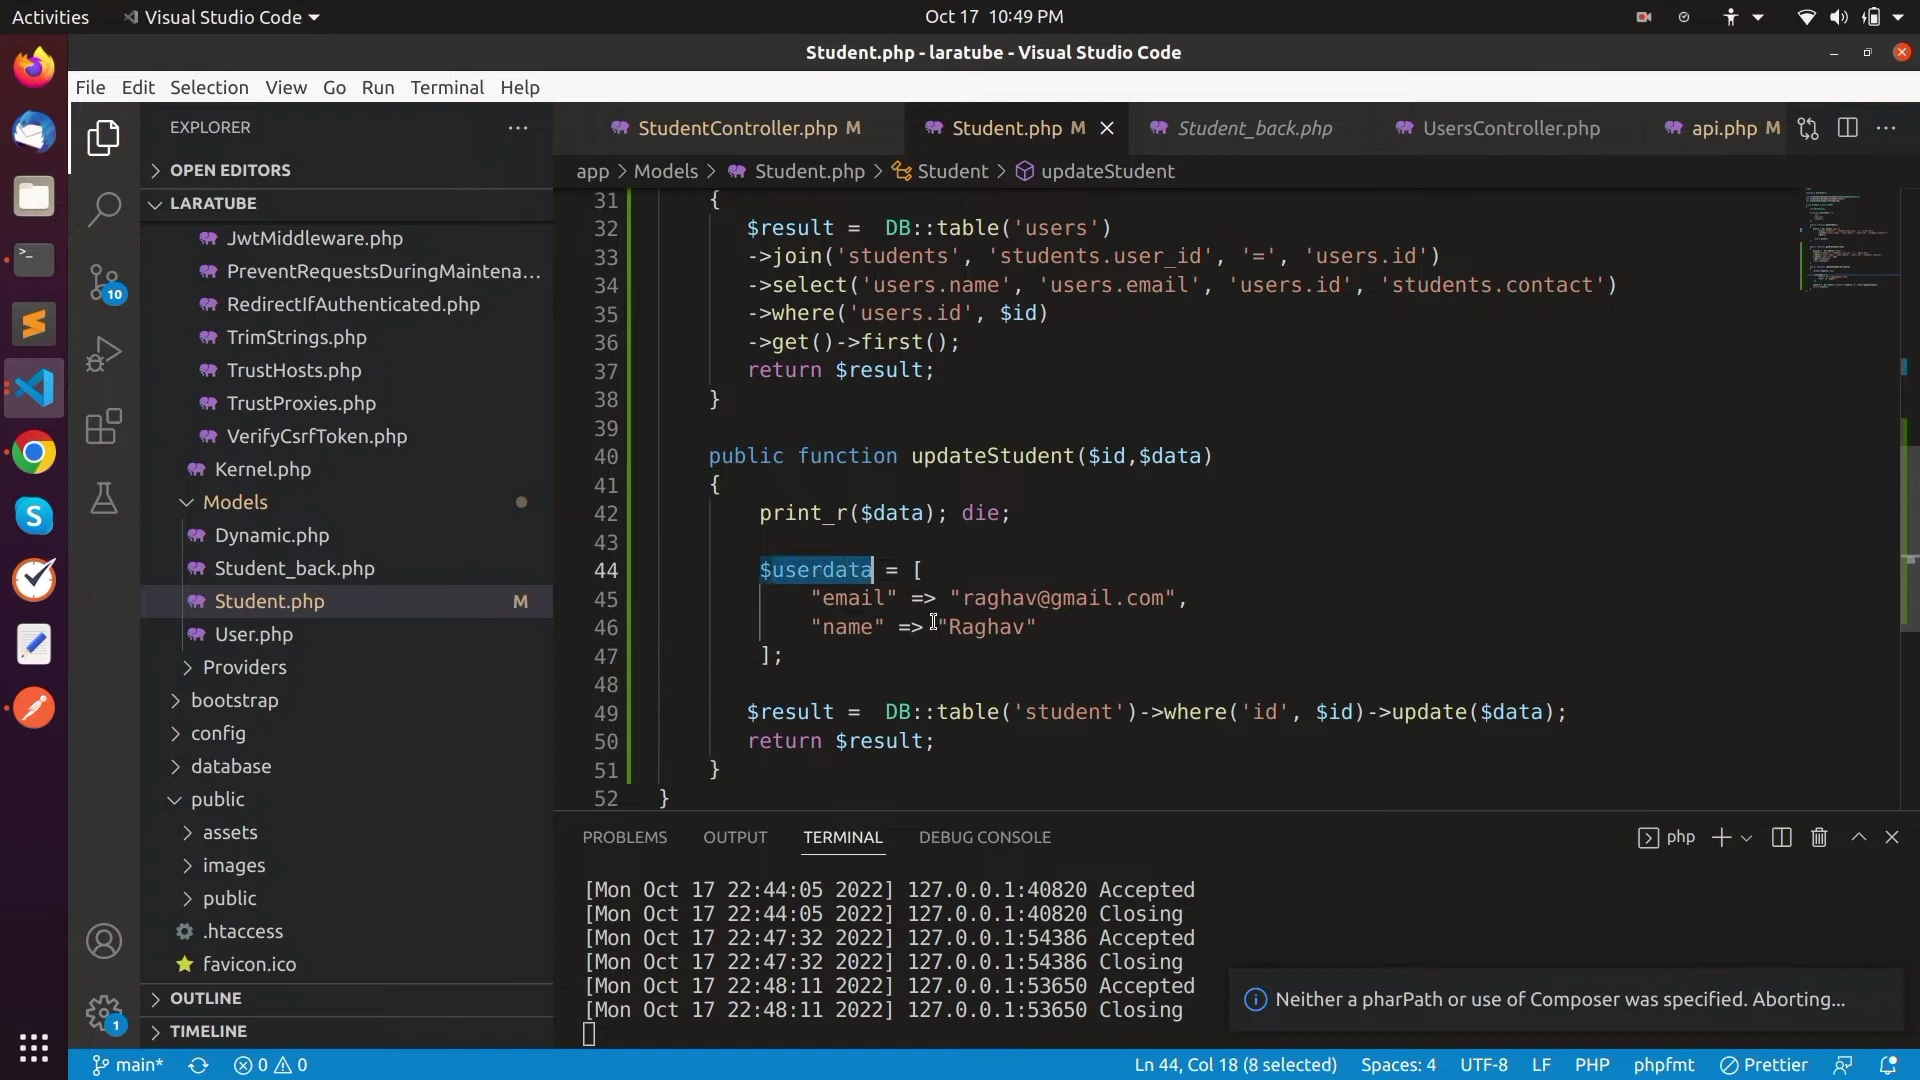 Activities
Visual Studio Code
Oct 17 10:49 PM
Student.php - laratube - Visual Studio Code
File Edit Selection View Go Run Terminal Help
EXPLORER
StudentController.php M
Student.php M
Student_back.php
UsersController.php
api.php M
OPEN EDITORS
app > Models > Student.php > Student > updateStudent
LARATUBE
JwtMiddleware.php
PreventRequestsDuringMaintena...
RedirectIfAuthenticated.php
TrimStrings.php
TrustHosts.php
TrustProxies.php
VerifyCsrfToken.php
Kernel.php
Models
Dynamic.php
Student_back.php
Student.php M
User.php
Providers
bootstrap
config
database
public
assets
images
public
.htaccess
favicon.ico
OUTLINE
TIMELINE
10
1
31 {
32 $result = DB::table('users')
33 ->join('students', 'students.user_id', '=', 'users.id')
34 ->select('users.name', 'users.email', 'users.id', 'students.contact')
35 ->where('users.id', $id)
36 ->get()->first();
37 return $result;
38 }
39
40 public function updateStudent($id,$data)
41 {
42 print_r($data); die;
43
44 $userdata = [
45 "email" => "raghav@gmail.com",
46 "name" => "Raghav"
47 ];
48
49 $result = DB::table('student')->where('id', $id)->update($data);
50 return $result;
51 }
52 }
PROBLEMS OUTPUT TERMINAL DEBUG CONSOLE
php
[Mon Oct 17 22:44:05 2022] 127.0.0.1:40820 Accepted
[Mon Oct 17 22:44:05 2022] 127.0.0.1:40820 Closing
[Mon Oct 17 22:47:32 2022] 127.0.0.1:54386 Accepted
[Mon Oct 17 22:47:32 2022] 127.0.0.1:54386 Closing
[Mon Oct 17 22:48:11 2022] 127.0.0.1:53650 Accepted
[Mon Oct 17 22:48:11 2022] 127.0.0.1:53650 Closing
Neither a pharPath or use of Composer was specified. Aborting...
main* 0 0 Ln 44, Col 18 (8 selected) Spaces: 4 UTF-8 LF PHP phpfmt Prettier